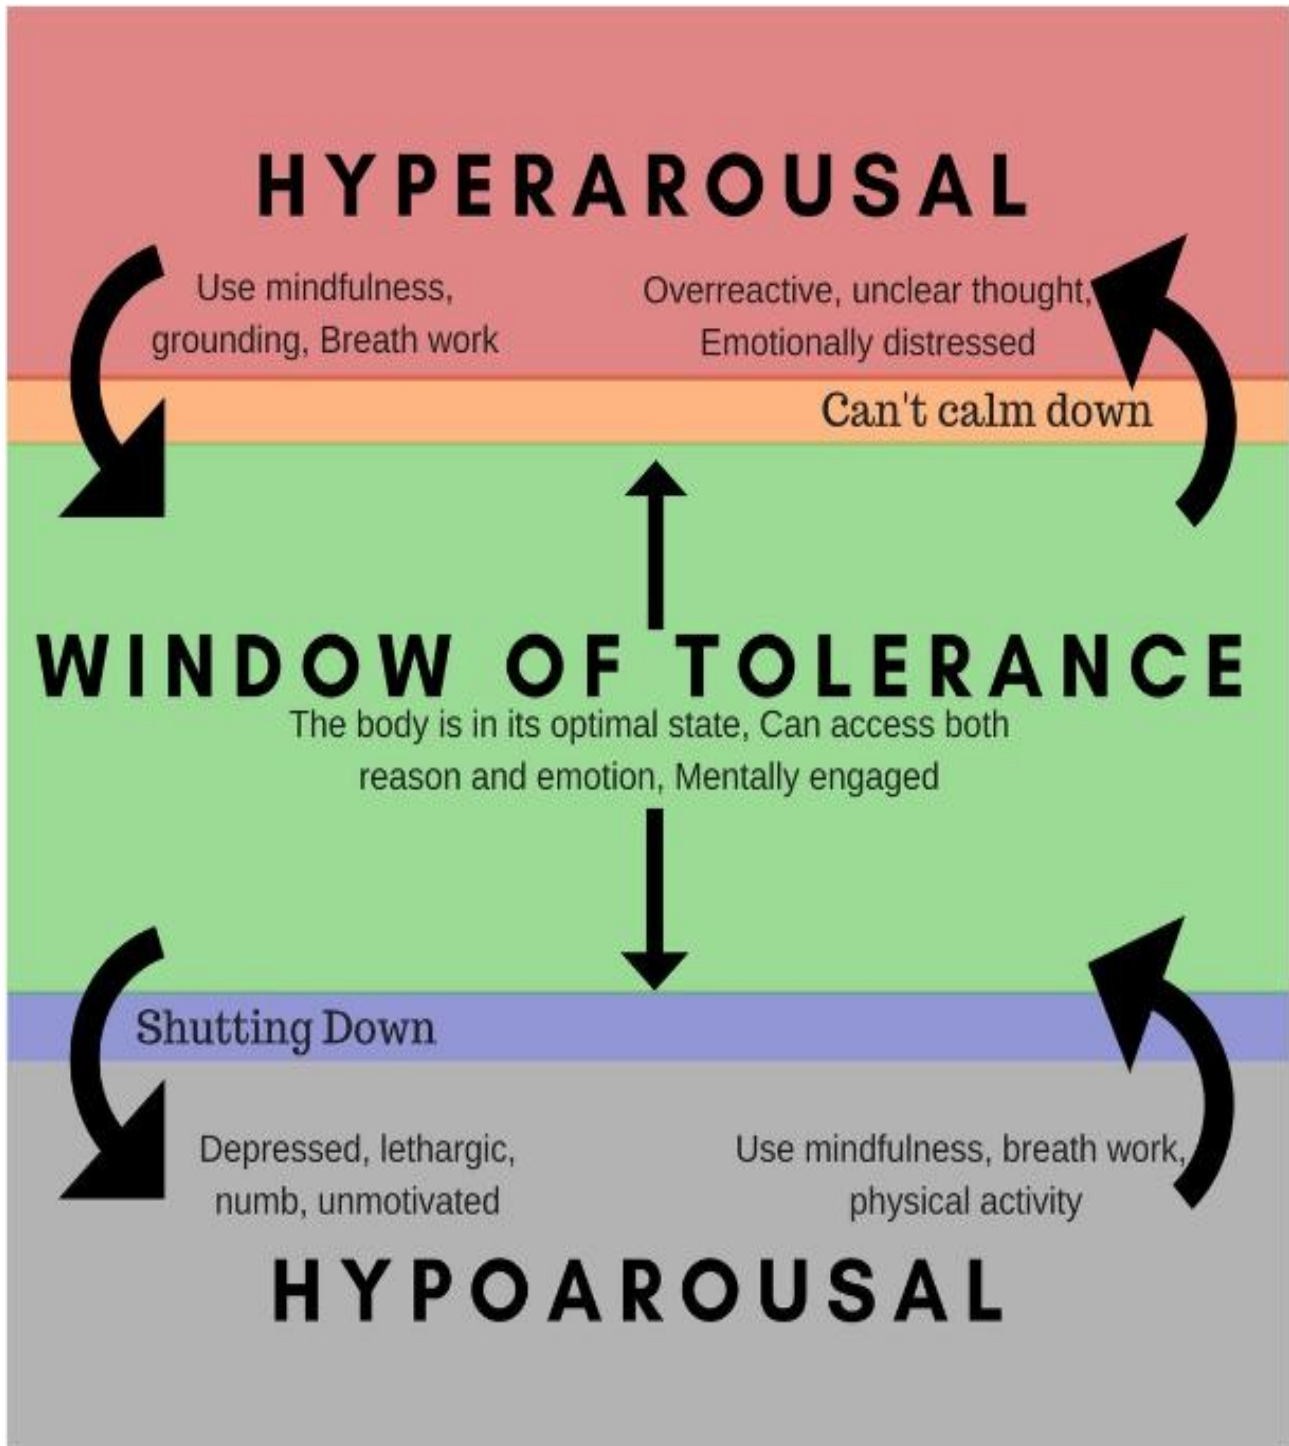 HYPERAROUSAL
Use mindfulness,
grounding, Breath work
Overreactive, unclear thought,
Emotionally distressed
Can't calm down
WINDOW OF TOLERANCE
The body is in its optimal state, Can access both
reason and emotion, Mentally engaged
Shutting Down
Depressed, lethargic,
numb, unmotivated
Use mindfulness, breath work,
physical activity
HYPOAROUSAL